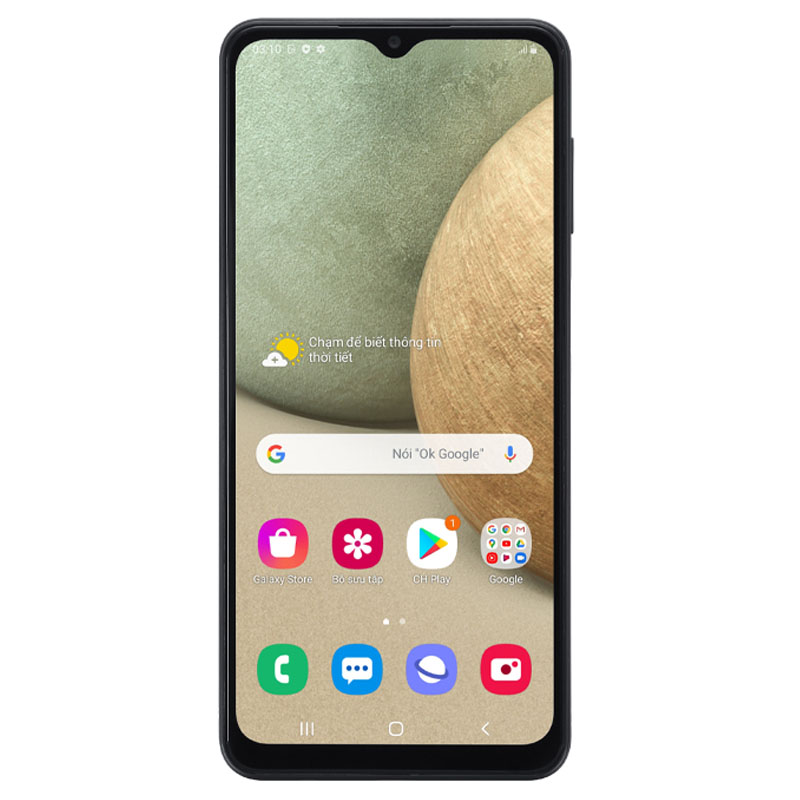 03:10
Chạm để biết thông tin
thời tiết
Nói "Ok Google"
1
Galaxy Store
Bộ sưu tập
CH Play
Google